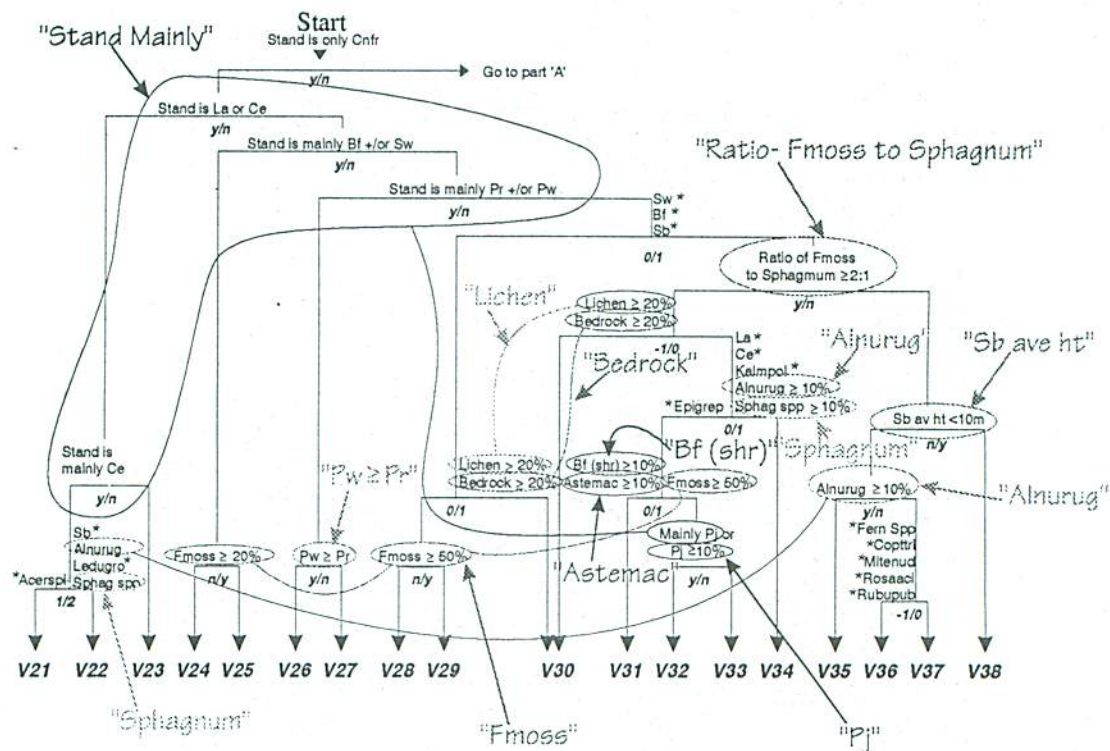 Start
"Stand Mainly"
Stand is only Cnfr
y/n
Go to part 'A'
Stand is La or Ce
y/n
Stand is mainly Bf +/or Sw
y/n
"Ratio- Fmoss to Sphagnum"
Stand is mainly Pr +/or Pw
y/n
Sw *
Bf *
Sb *
0/1
Ratio of Fmoss
to Sphagmum ≥2:1
y/n
"Lichen"
Lichen ≥ 20%
Bedrock ≥ 20%
-1/0
"Bedrock"
La *
Ce *
Kalmpol *
Alnurug ≥ 10%
Sphag spp ≥ 10%
"Alnurug"
"Sb ave ht"
*Epigrep
0/1
Sb av ht <10m
n/y
Stand is
mainly Ce
y/n
"Pw ≥ Pr"
Lichen ≥ 20%
Bedrock ≥ 20%
0/1
"Bf (shr)"
"Sphagnum"
Bf (shr) ≥10%
Astemac ≥ 10%
Fmoss ≥ 50%
0/1
Alnurug ≥ 10%
y/n
"Alnurug"
Sb *
Alnurug
Ledugro *
*Acerspi
Sphag spp
1/2
Fmoss ≥ 20%
n/y
Pw ≥ Pr
y/n
Fmoss ≥ 50%
n/y
"Astemac"
Mainly Pj or
Pj ≥10%
y/n
*Fern Spp
*Copttri
*Mitenud
*Rosaaci
*Rubupub
-1/0
V21 V22 V23 V24 V25 V26 V27 V28 V29 V30 V31 V32 V33 V34 V35 V36 V37 V38
"Sphagnum"
"Fmoss"
"Pj"